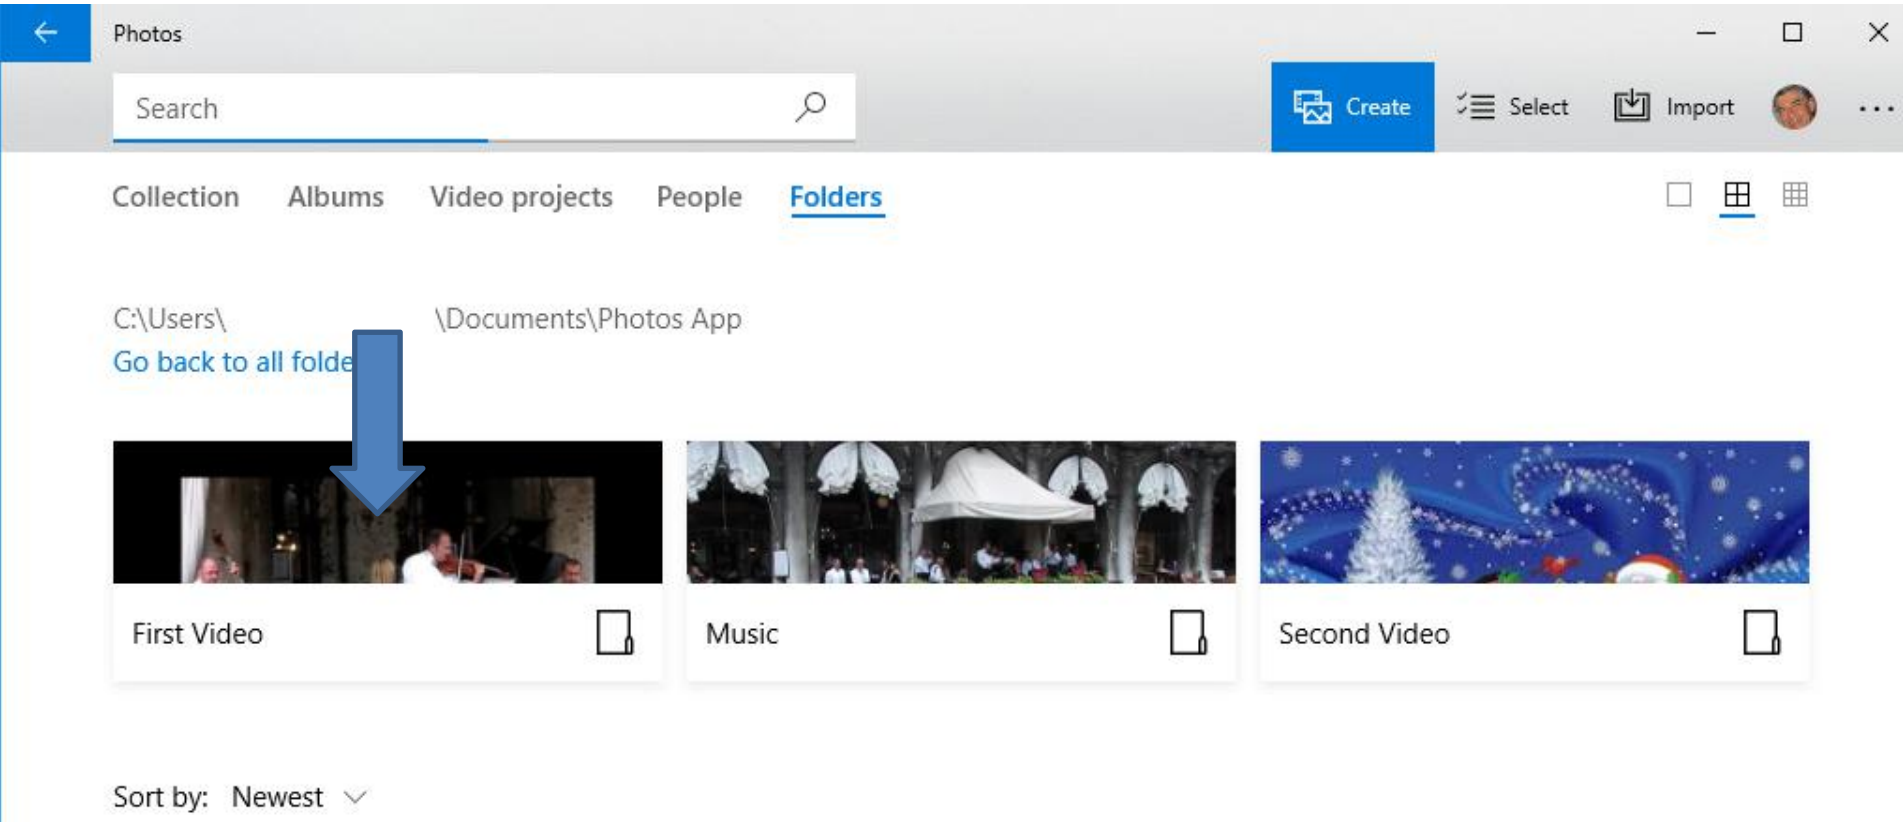 Photos
Search
Create Select Import
Collection Albums Video projects People Folders
C:\Users\ \Documents\Photos App
Go back to all folde
First Video Music Second Video
Sort by: Newest